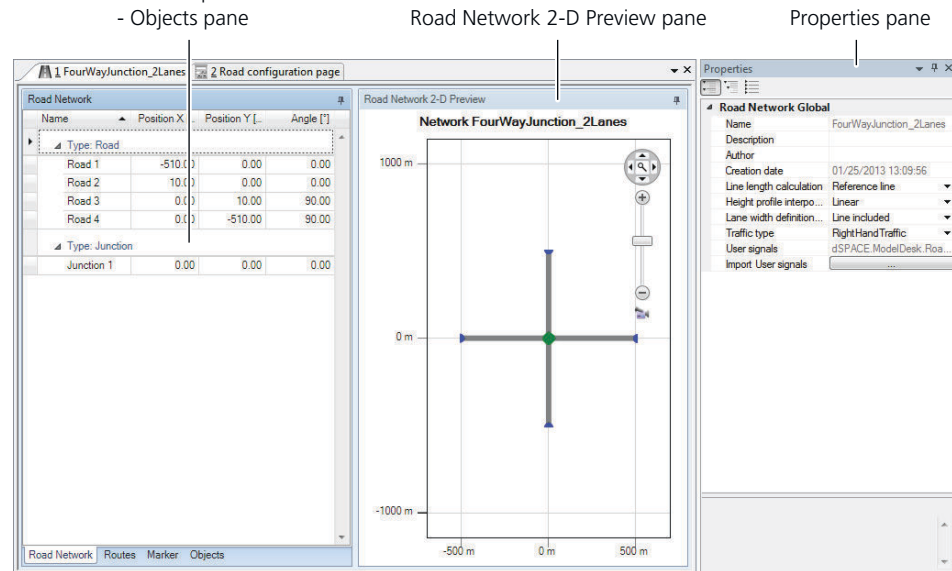 - Objects pane
Road Network 2-D Preview pane
Properties pane
1 FourWayJunction_2Lanes
2 Road configuration page
Properties
Road Network
Name Position X ... Position Y [... Angle [°]
Type: Road
Road 1 -510.00 0.00 0.00
Road 2 10.00 0.00 0.00
Road 3 0.00 10.00 90.00
Road 4 0.00 -510.00 90.00
Type: Junction
Junction 1 0.00 0.00 0.00
Road Network Routes Marker Objects
Road Network 2-D Preview
Network FourWayJunction_2Lanes
1000 m
0 m
-1000 m
-500 m 0 m 500 m
Road Network Global
Name FourWayJunction_2Lanes
Description
Author
Creation date 01/25/2013 13:09:56
Line length calculation Reference line
Height profile interpo... Linear
Lane width definition... Line included
Traffic type RightHandTraffic
User signals dSPACE.ModelDesk.Roa...
Import User signals ...